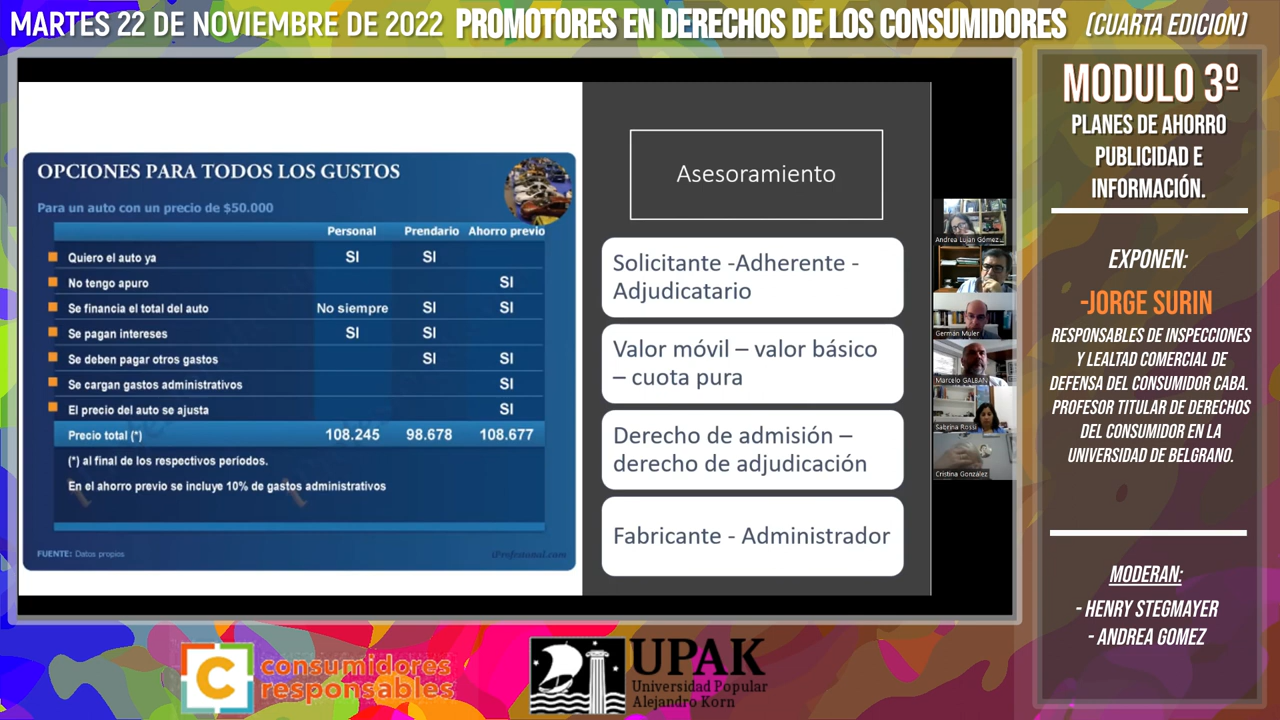 MARTES 22 DE NOVIEMBRE DE 2022 PROMOTORES EN DERECHOS DE LOS CONSUMIDORES (CUARTA EDICION)
OPCIONES PARA TODOS LOS GUSTOS
Para un auto con un precio de $50.000
Personal Prendario Ahorro previo
Quiero el auto ya SI SI
No tengo apuro SI
Se financia el total del auto No siempre SI SI
Se pagan intereses SI SI
Se deben pagar otros gastos SI SI
Se cargan gastos administrativos SI
El precio del auto se ajusta SI
Precio total (*) 108.245 98.678 108.677
(*) al final de los respectivos períodos.
En el ahorro previo se incluye 10% de gastos administrativos
FUENTE: Datos propios
iProfesional.com
Asesoramiento
Solicitante -Adherente -
Adjudicatario
Valor móvil – valor básico
– cuota pura
Derecho de admisión –
derecho de adjudicación
Fabricante - Administrador
Andrea Lujan Gómez...
Germán Muler
Marcelo GALBAN
Sabrina Rossi
Cristina González
MODULO 3º
PLANES DE AHORRO
PUBLICIDAD E
INFORMACIÓN.
EXPONEN:
-JORGE SURIN
RESPONSABLES DE INSPECCIONES
Y LEALTAD COMERCIAL DE
DEFENSA DEL CONSUMIDOR CABA.
PROFESOR TITULAR DE DERECHOS
DEL CONSUMIDOR EN LA
UNIVERSIDAD DE BELGRANO.
MODERAN:
- HENRY STEGMAYER
- ANDREA GOMEZ
consumidores
responsables
UPAK
Universidad Popular
Alejandro Korn